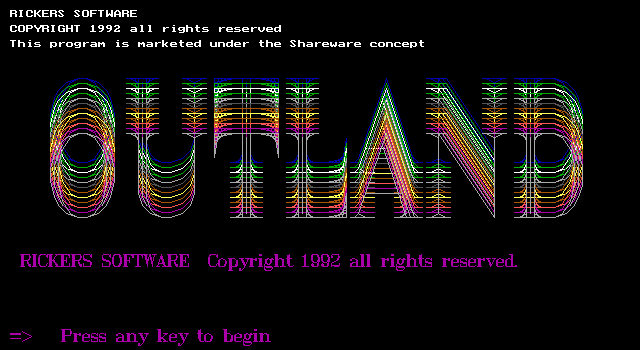 RICKERS SOFTWARE
COPYRIGHT 1992 all rights reserved
This program is marketed under the Shareware concept
OUTLAND
RICKERS SOFTWARE Copyright 1992 all rights reserved.
=> Press any key to begin